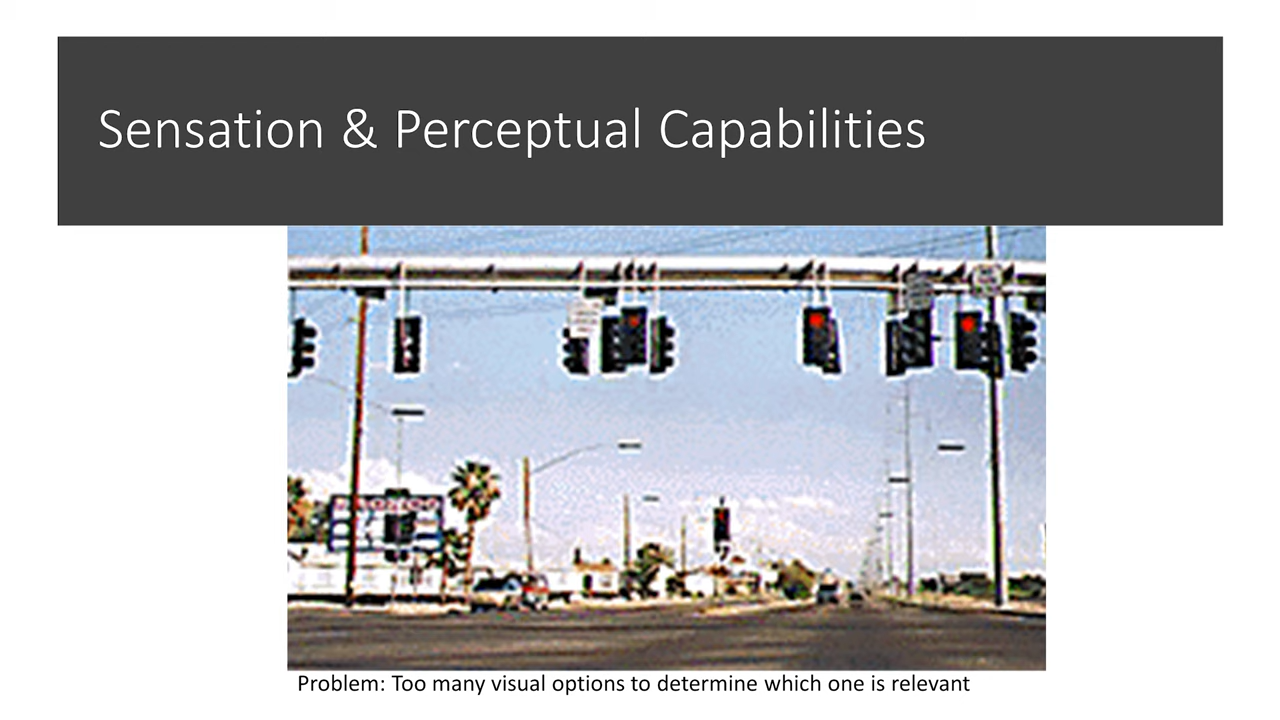 Sensation & Perceptual Capabilities
Problem: Too many visual options to determine which one is relevant